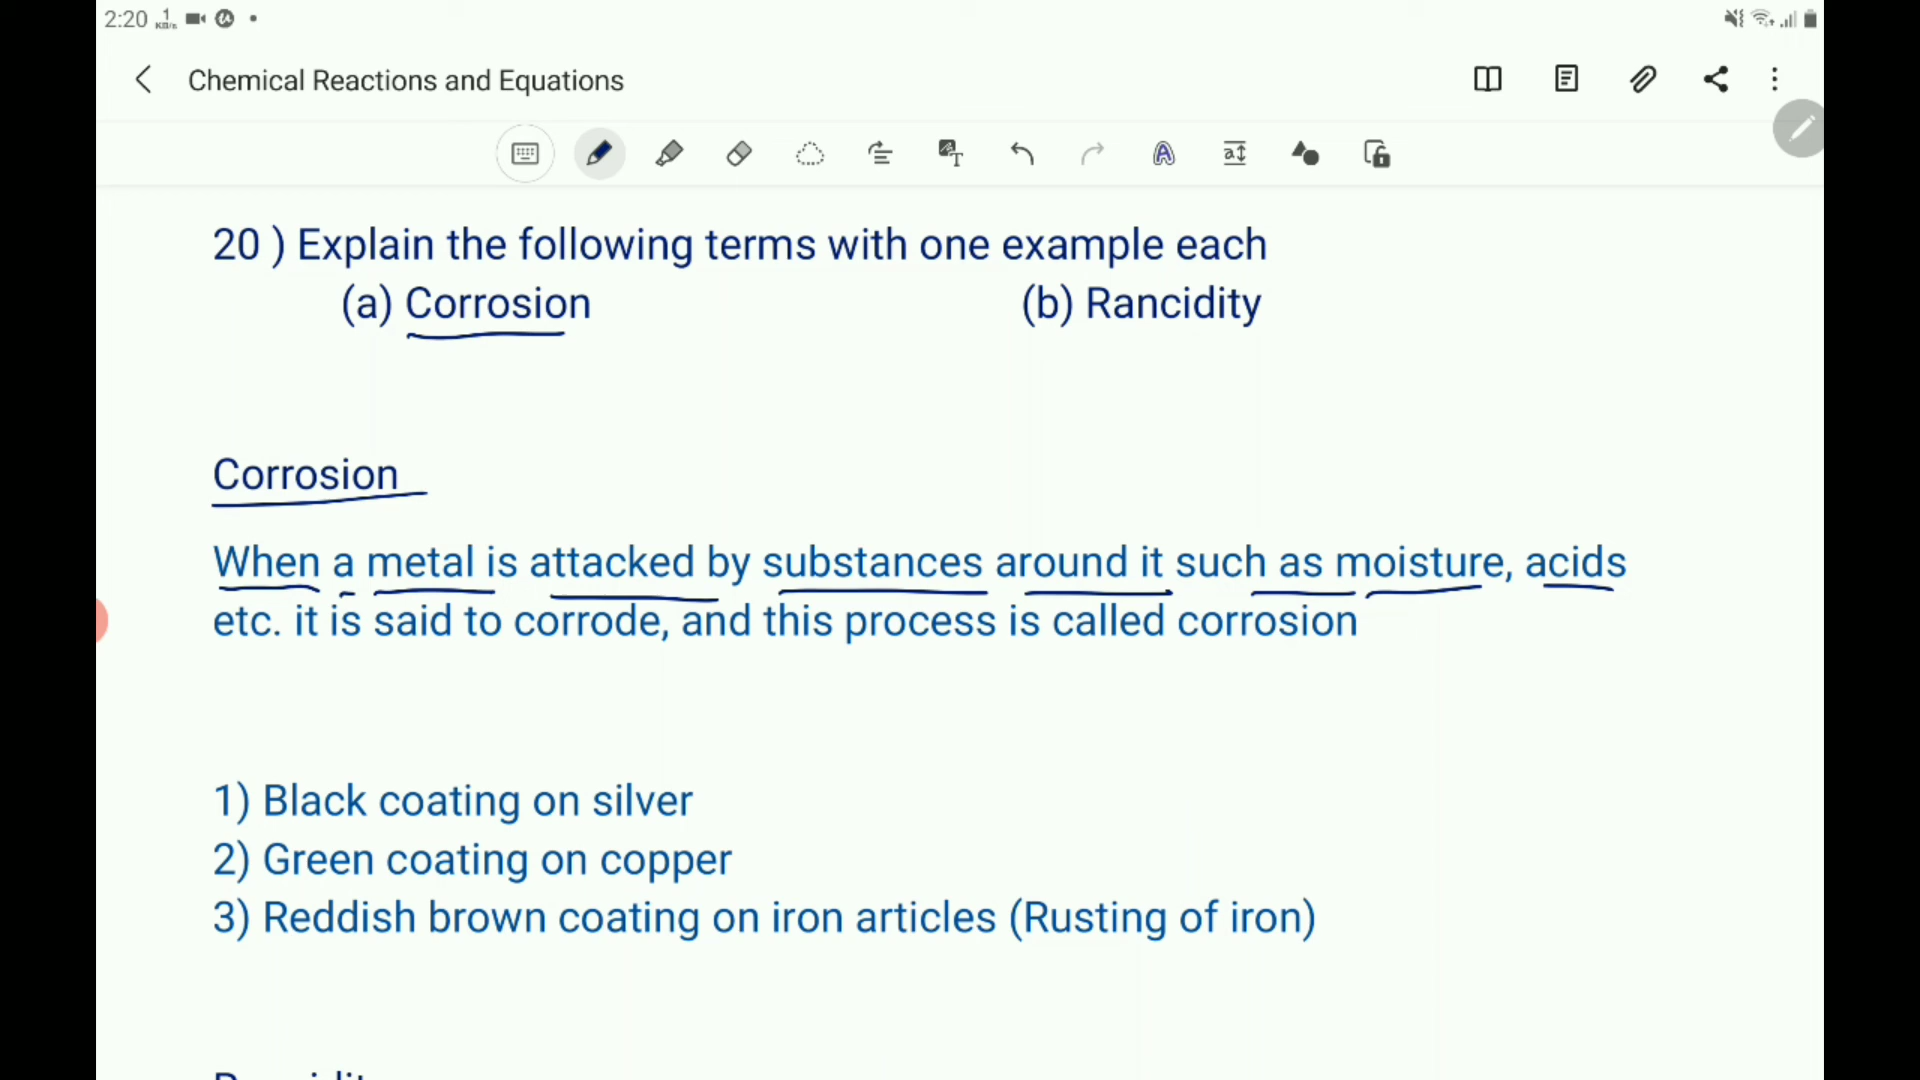 2:20 1 KB/s
Chemical Reactions and Equations
20 ) Explain the following terms with one example each
(a) Corrosion (b) Rancidity
Corrosion
When a metal is attacked by substances around it such as moisture, acids
etc. it is said to corrode, and this process is called corrosion
1) Black coating on silver
2) Green coating on copper
3) Reddish brown coating on iron articles (Rusting of iron)